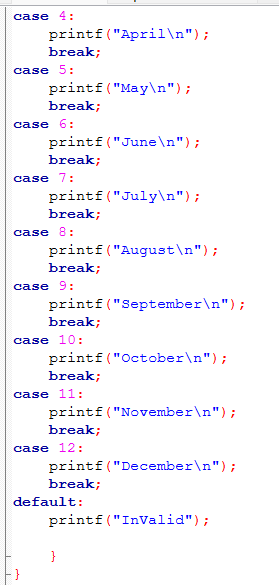 case 4:
    printf("April\n");
    break;
case 5:
    printf("May\n");
    break;
case 6:
    printf("June\n");
    break;
case 7:
    printf("July\n");
    break;
case 8:
    printf("August\n");
    break;
case 9:
    printf("September\n");
    break;
case 10:
    printf("October\n");
    break;
case 11:
    printf("November\n");
    break;
case 12:
    printf("December\n");
    break;
default:
    printf("InValid");
    }
}